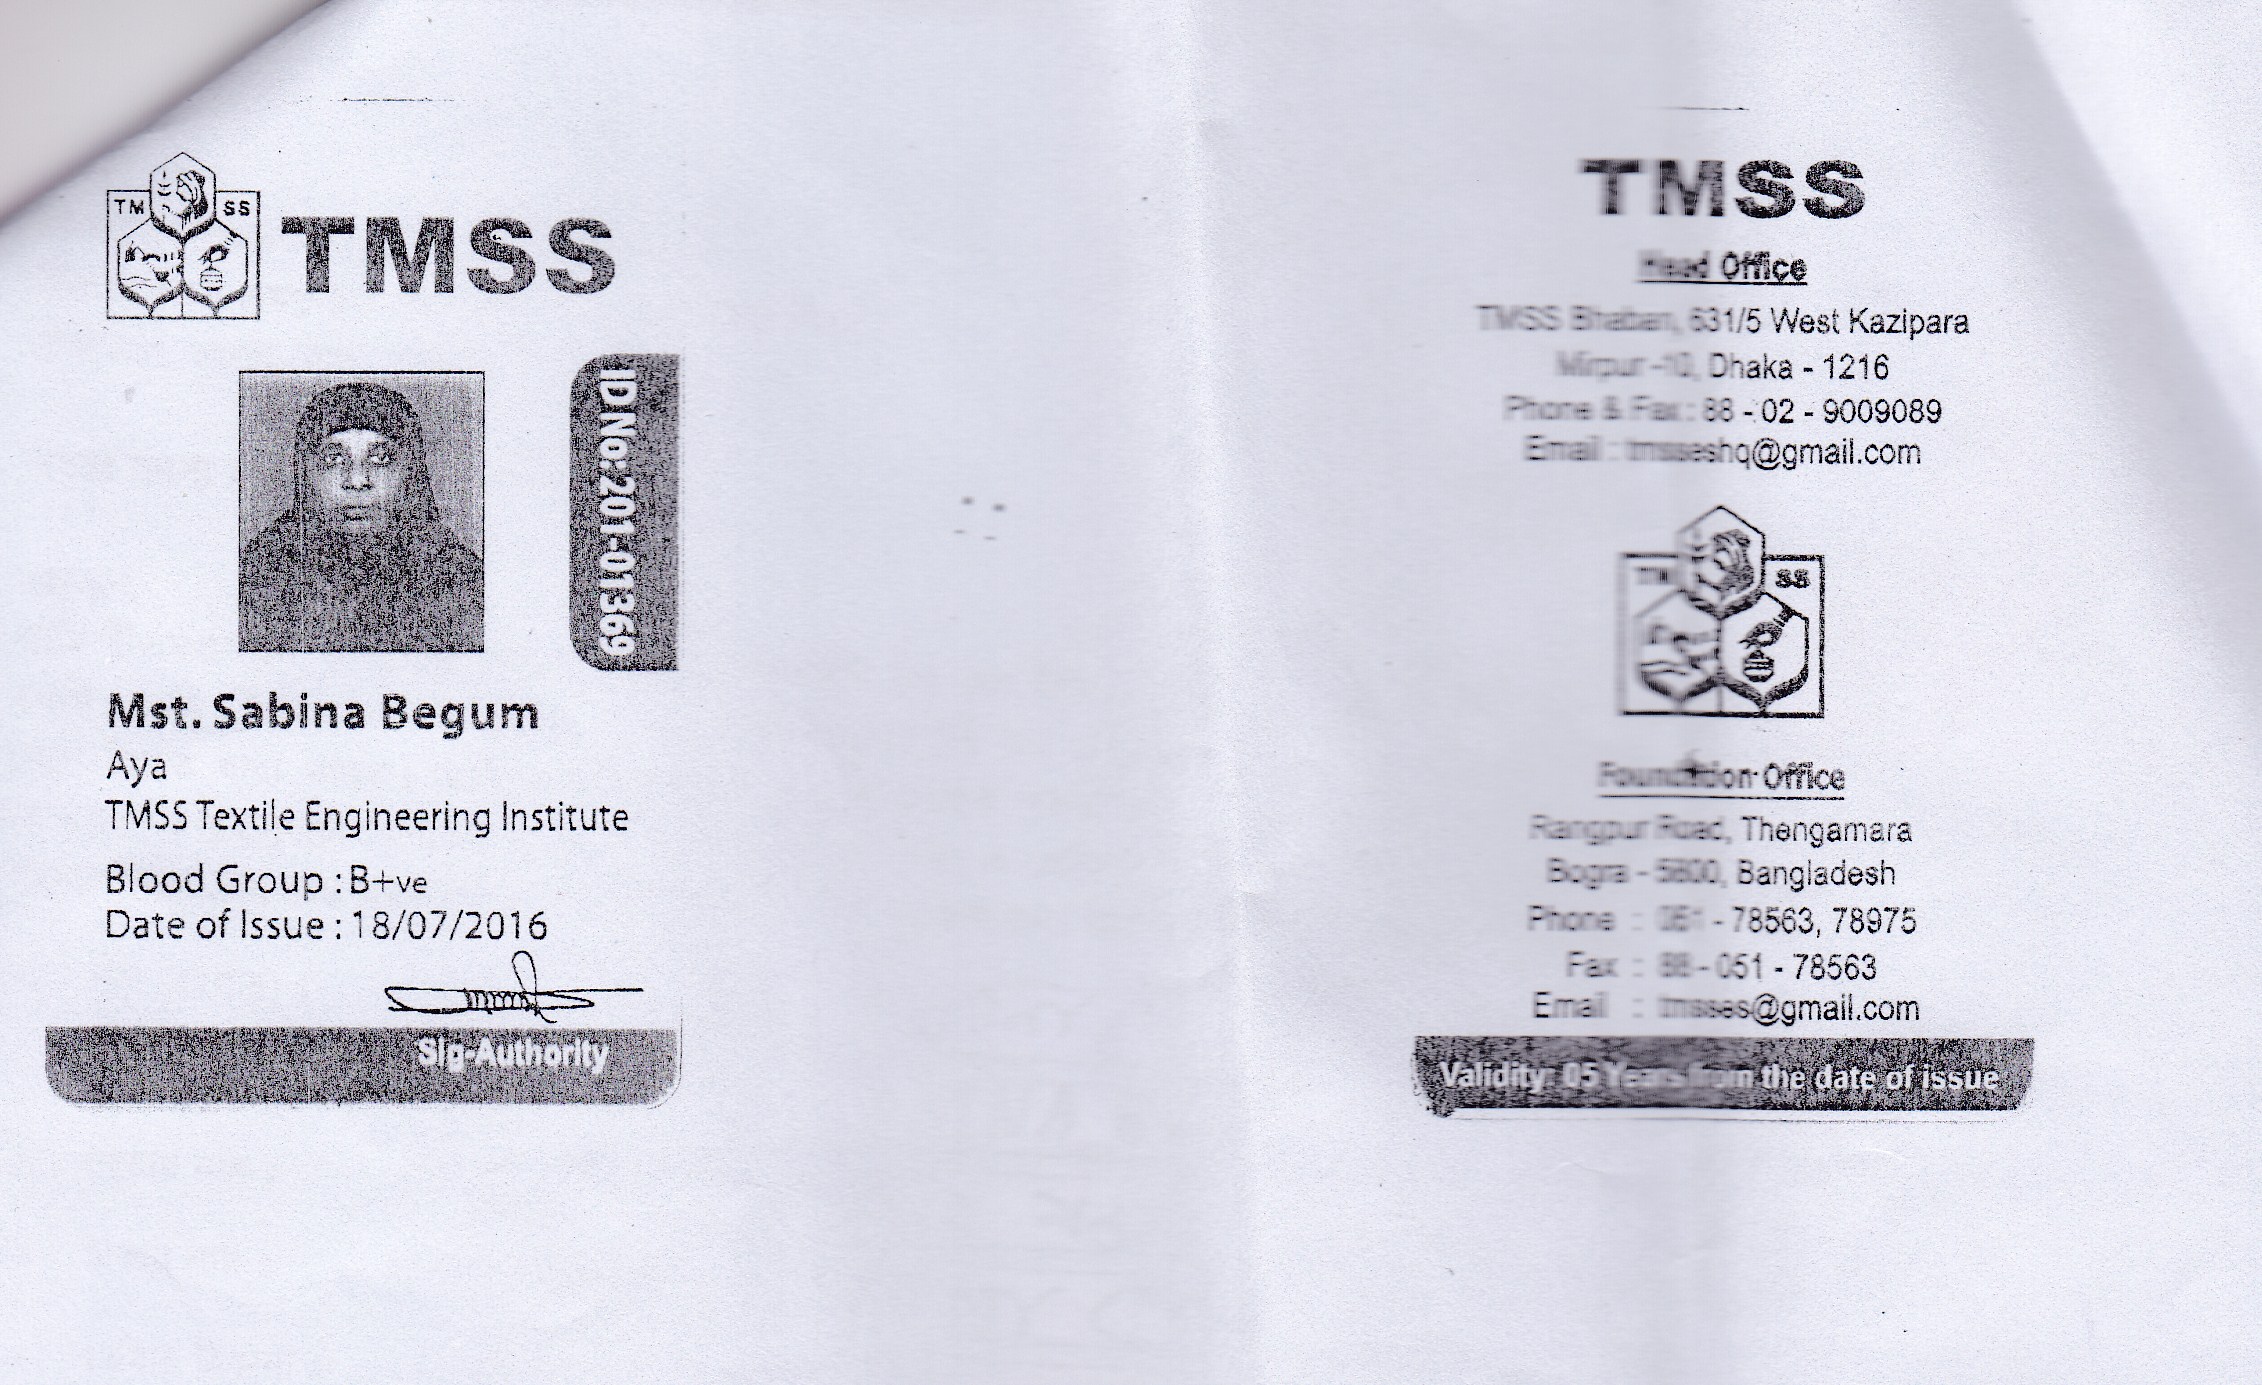 TM SS
TMSS
ID No: 2011-01369
Mst. Sabina Begum
Aya
TMSS Textile Engineering Institute
Blood Group : B+ve
Date of Issue : 18/07/2016
Sig-Authority
TMSS
Head Office
TMSS Bhaban, 631/5 West Kazipara
Mirpur -10, Dhaka - 1216
Phone & Fax : 88 - 02 - 9009089
Email : tmsseshq@gmail.com
TM SS
Foundation Office
Rangpur Road, Thengamara
Bogra - 5800, Bangladesh
Phone : 051 - 78563, 78975
Fax : 88 - 051 - 78563
Email : tmsses@gmail.com
Validity: 05 Years from the date of issue